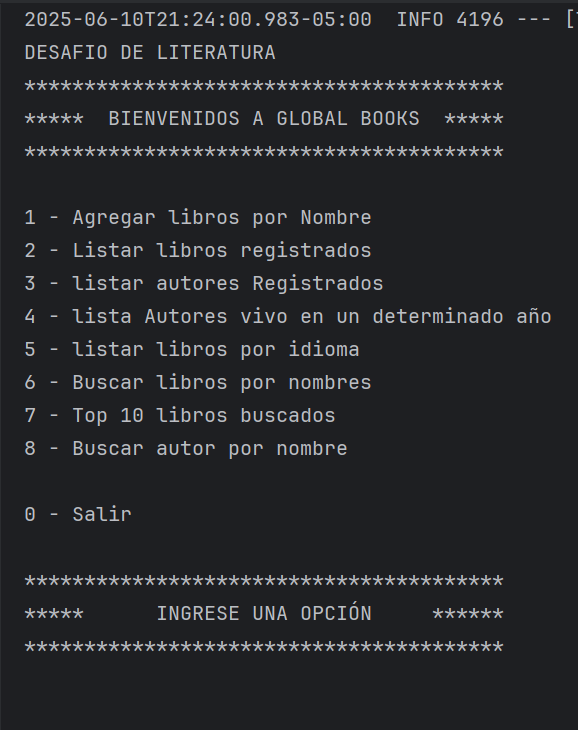 2025-06-10T21:24:00.983-05:00  INFO 4196 --- [
DESAFIO DE LITERATURA
****************************************
*****  BIENVENIDOS A GLOBAL BOOKS  *****
****************************************
1 - Agregar libros por Nombre
2 - Listar libros registrados
3 - listar autores Registrados
4 - lista Autores vivo en un determinado año
5 - listar libros por idioma
6 - Buscar libros por nombres
7 - Top 10 libros buscados
8 - Buscar autor por nombre
0 - Salir
****************************************
*****      INGRESE UNA OPCIÓN     ******
****************************************